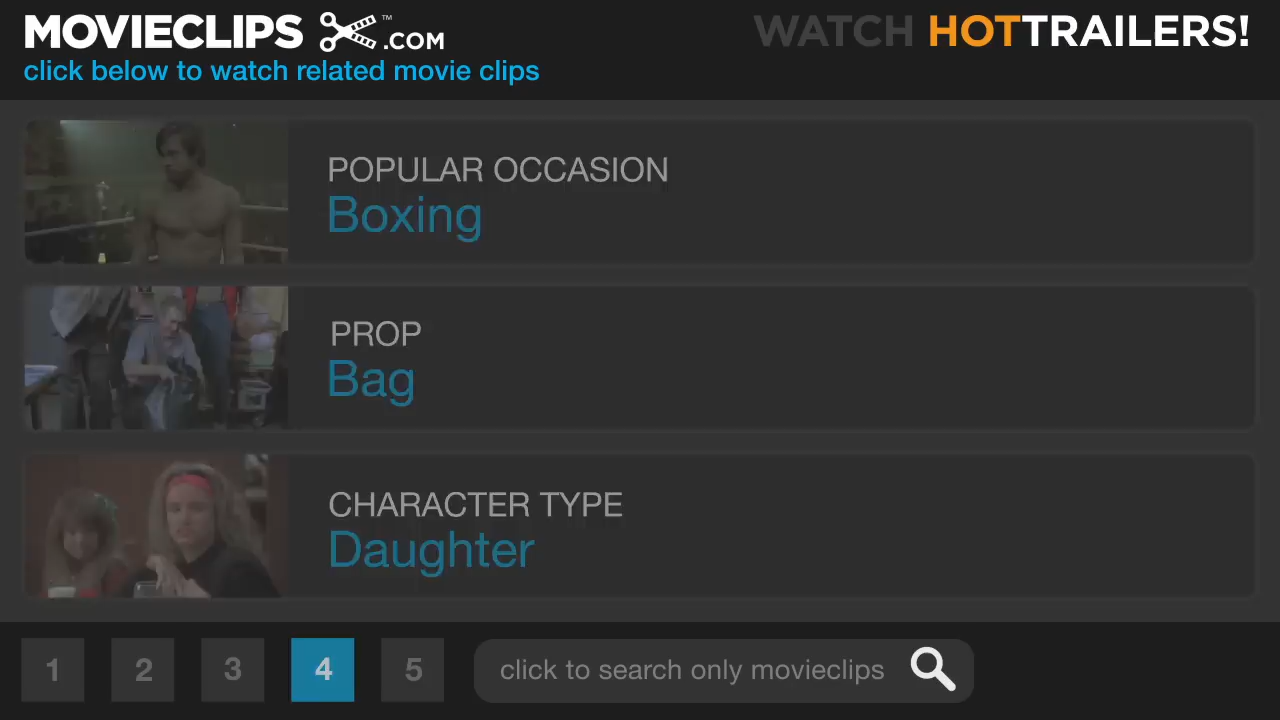 MOVIECLIPS ™ .COM
WATCH HOTTRAILERS!
click below to watch related movie clips
POPULAR OCCASION
Boxing
PROP
Bag
CHARACTER TYPE
Daughter
1 2 3 4 5 click to search only movieclips